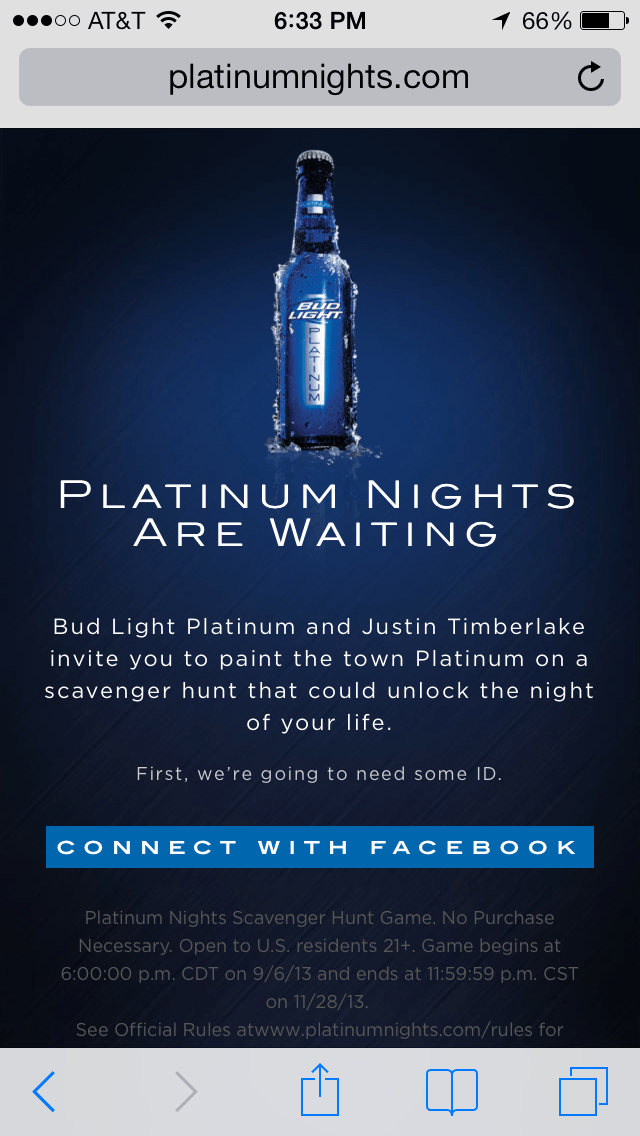 AT&T 6:33 PM 66%
platinumnights.com
PLATINUM
BUD
LIGHT
PLATINUM
PLATINUM NIGHTS
ARE WAITING
Bud Light Platinum and Justin Timberlake
invite you to paint the town Platinum on a
scavenger hunt that could unlock the night
of your life.
First, we're going to need some ID.
CONNECT WITH FACEBOOK
Platinum Nights Scavenger Hunt Game. No Purchase
Necessary. Open to U.S. residents 21+. Game begins at
6:00:00 p.m. CDT on 9/6/13 and ends at 11:59:59 p.m. CST
on 11/28/13.
See Official Rules atwww.platinumnights.com/rules for